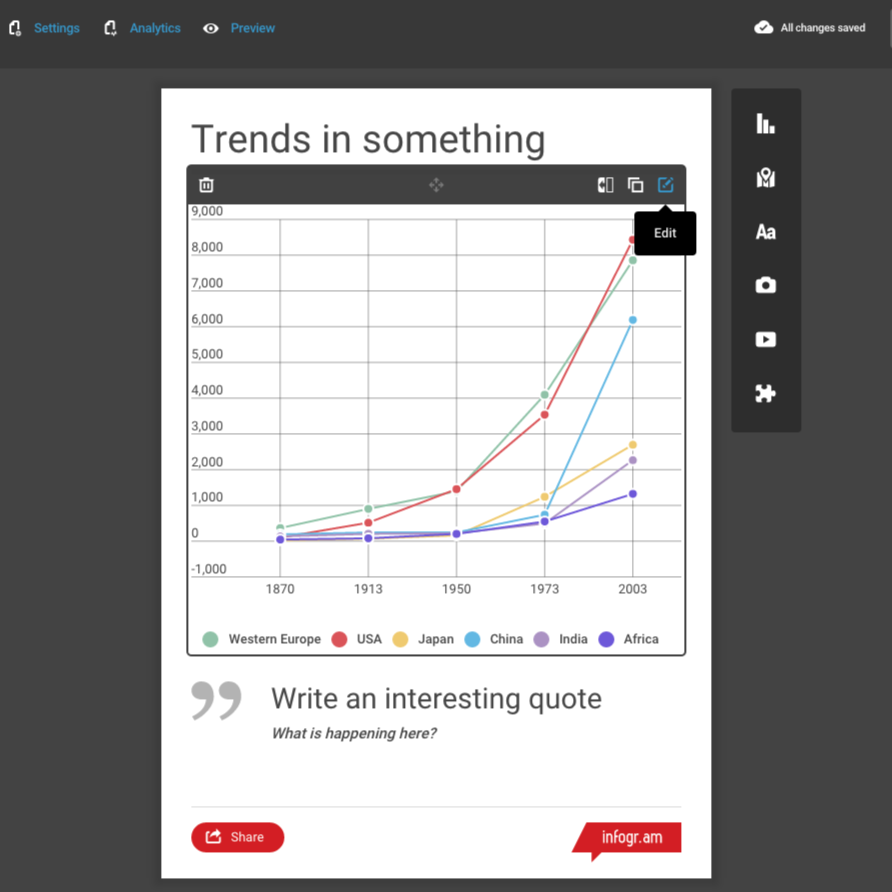 Settings Analytics Preview All changes saved
Trends in something
Edit
9,000
8,000
7,000
6,000
5,000
4,000
3,000
2,000
1,000
0
-1,000
1870 1913 1950 1973 2003
Western Europe USA Japan China India Africa
Aa
” Write an interesting quote
What is happening here?
Share infogr.am